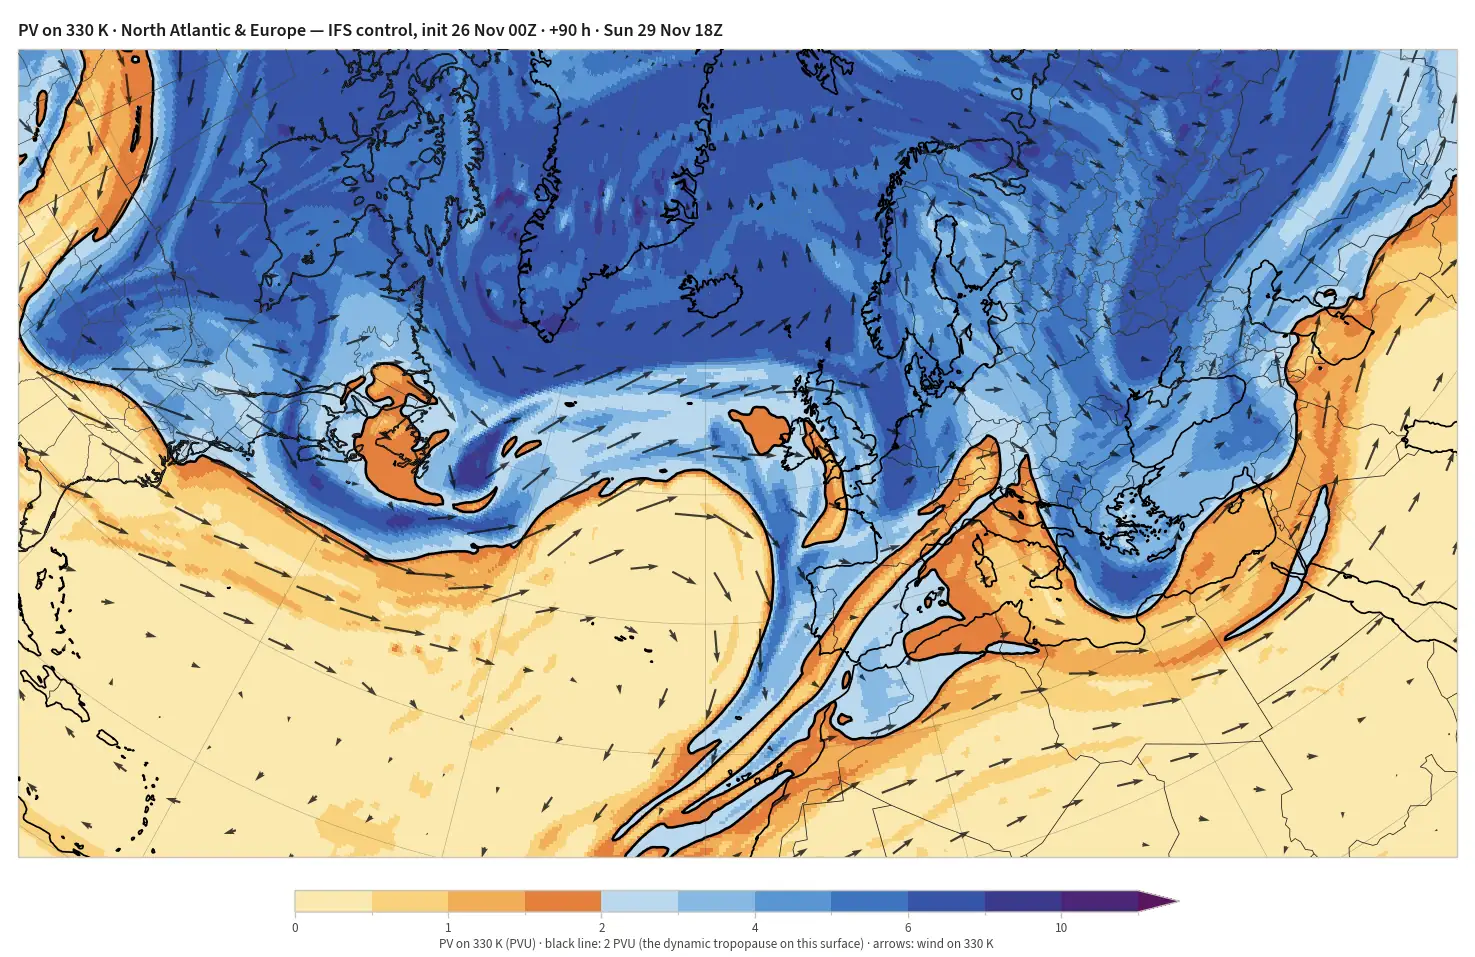 PV on 330 K · North Atlantic & Europe — IFS control, init 26 Nov 00Z · +90 h · Sun 29 Nov 18Z
0 1 2 4 6 10
PV on 330 K (PVU) · black line: 2 PVU (the dynamic tropopause on this surface) · arrows: wind on 330 K